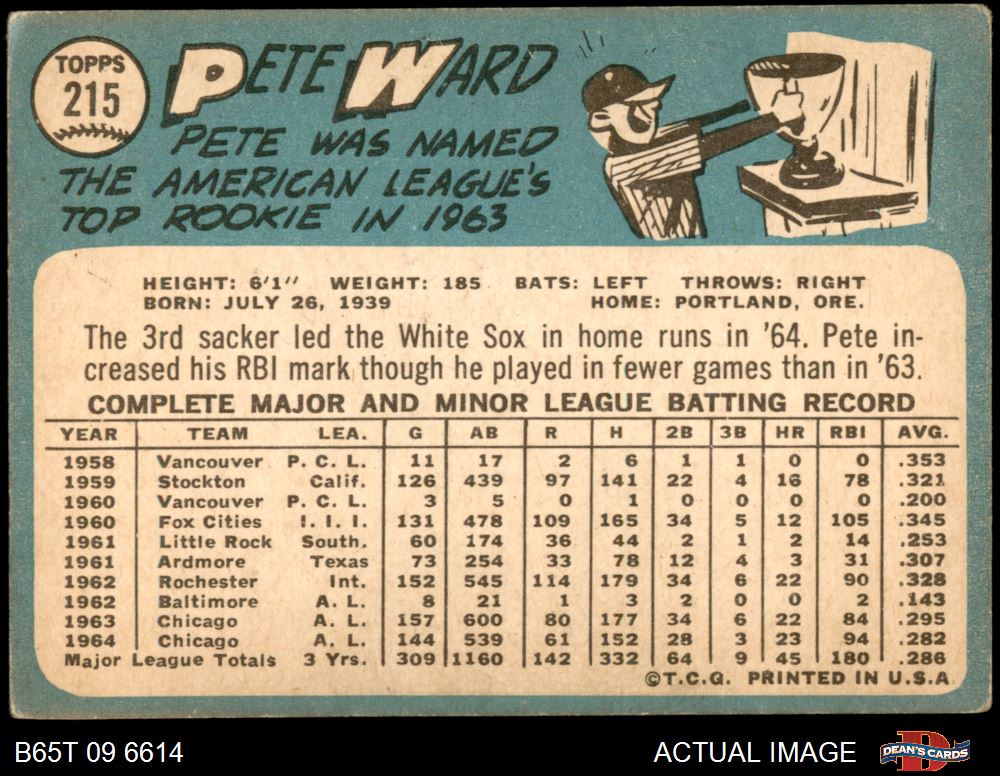 TOPPS
215
PETE WARD
PETE WAS NAMED
THE AMERICAN LEAGUE'S
TOP ROOKIE IN 1963
HEIGHT: 6'1" WEIGHT: 185 BATS: LEFT THROWS: RIGHT
BORN: JULY 26, 1939 HOME: PORTLAND, ORE.
The 3rd sacker led the White Sox in home runs in '64. Pete in-
creased his RBI mark though he played in fewer games than in '63.
COMPLETE MAJOR AND MINOR LEAGUE BATTING RECORD
YEAR TEAM LEA. G AB R H 2B 3B HR RBI AVG.
1958 Vancouver P. C. L. 11 17 2 6 1 1 0 0 .353
1959 Stockton Calif. 126 439 97 141 22 4 16 78 .321
1960 Vancouver P. C. L. 3 5 0 1 0 0 0 0 .200
1960 Fox Cities I. I. I. 131 478 109 165 34 5 12 105 .345
1961 Little Rock South. 60 174 36 44 2 1 2 14 .253
1961 Ardmore Texas 73 254 33 78 12 4 3 31 .307
1962 Rochester Int. 152 545 114 179 34 6 22 90 .328
1962 Baltimore A. L. 8 21 1 3 2 0 0 2 .143
1963 Chicago A. L. 157 600 80 177 34 6 22 84 .295
1964 Chicago A. L. 144 539 61 152 28 3 23 94 .282
Major League Totals 3 Yrs. 309 1160 142 332 64 9 45 180 .286
©T.C.G. PRINTED IN U.S.A.
B65T 09 6614 ACTUAL IMAGE DEAN'S CARDS